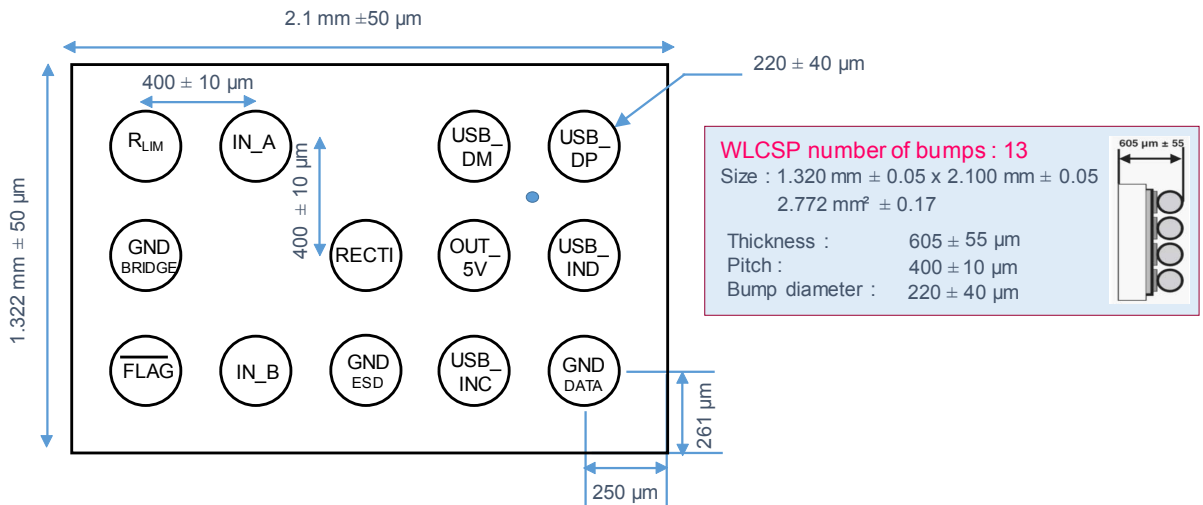 2.1 mm ±50 µm
1.322 mm ± 50 µm
400 ± 10 µm
400 ± 10 µm
220 ± 40 µm
RLIM
IN_A
USB_
DM
USB_
DP
GND
BRIDGE
RECTI
OUT_
5V
USB_
IND
FLAG
IN_B
GND
ESD
USB_
INC
GND
DATA
261 µm
250 µm
WLCSP number of bumps : 13
Size : 1.320 mm ± 0.05 x 2.100 mm ± 0.05
2.772 mm² ± 0.17
Thickness : 605 ± 55 µm
Pitch : 400 ± 10 µm
Bump diameter : 220 ± 40 µm
605 µm ± 55